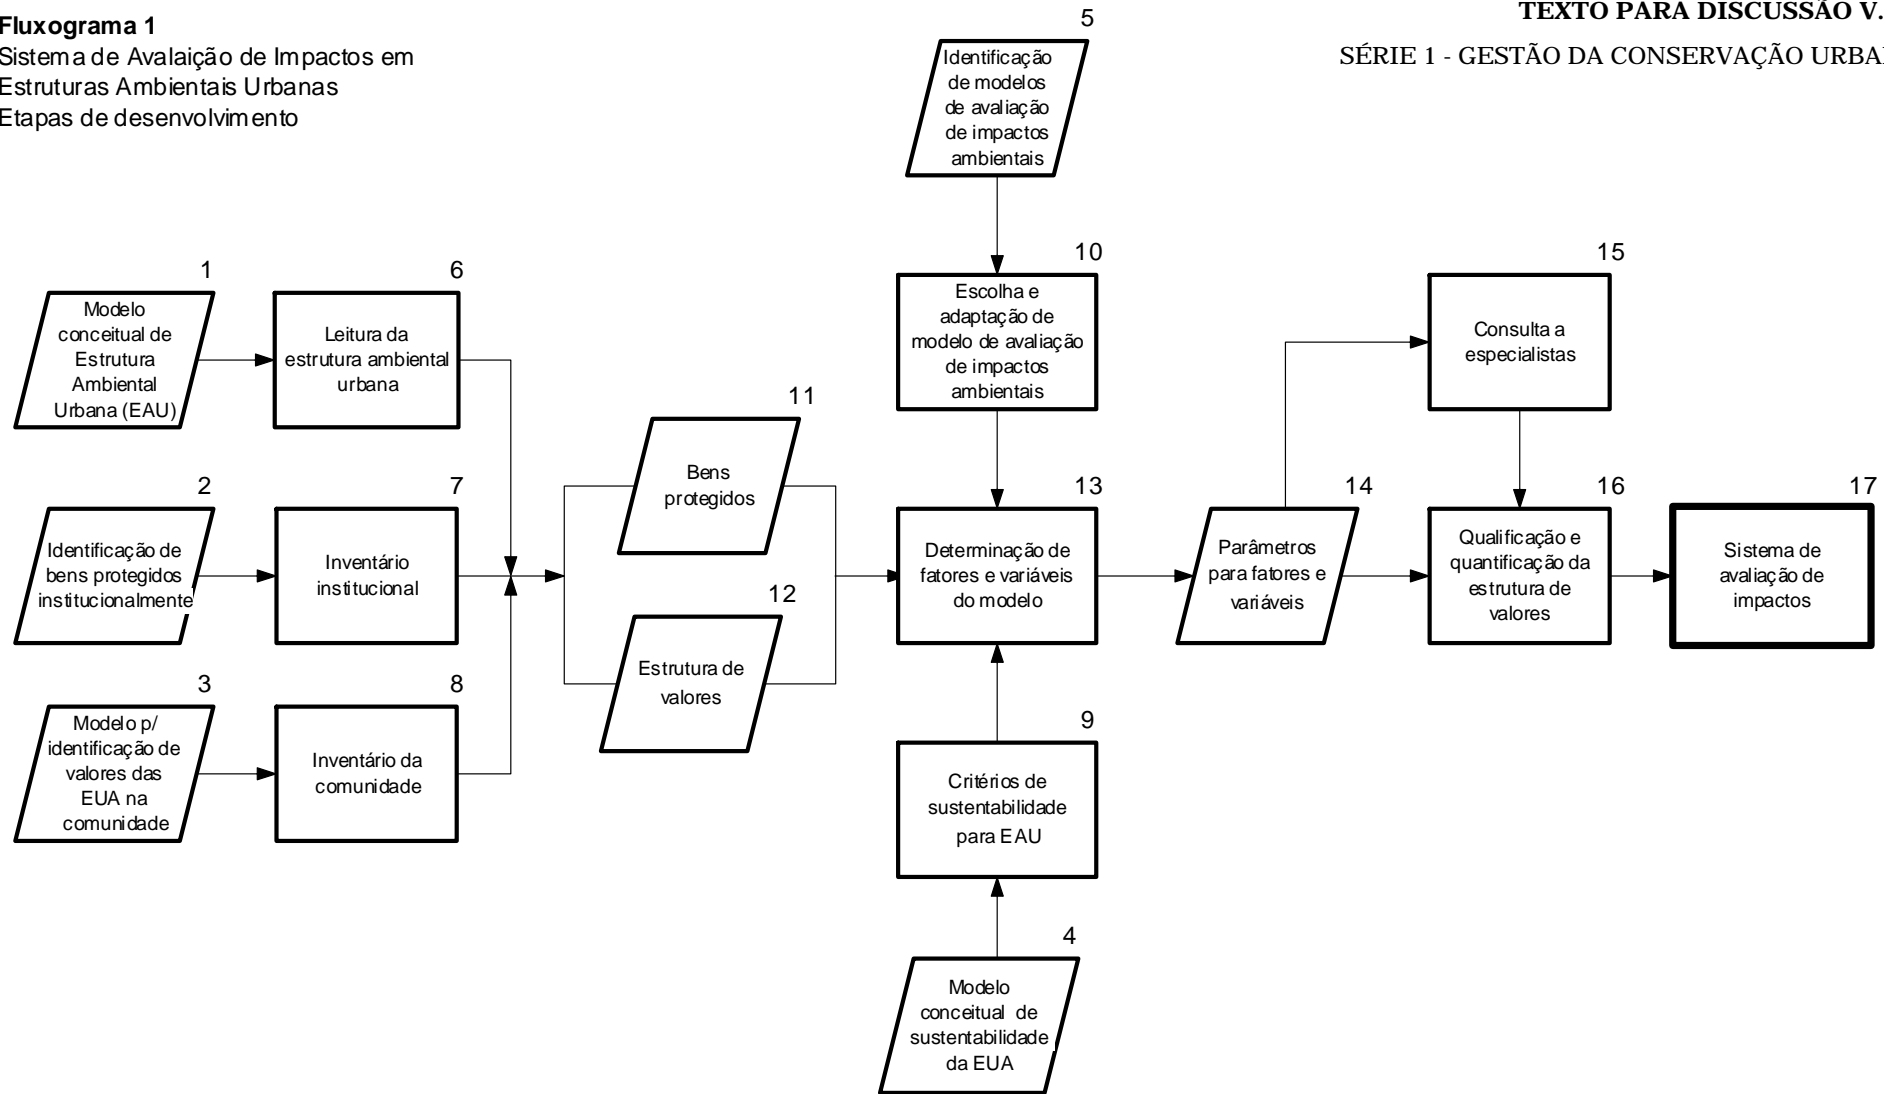 Fluxograma 1
Sistema de Avalaição de Impactos em
Estruturas Ambientais Urbanas
Etapas de desenvolvimento
TEXTO PARA DISCUSSÃO V.
SÉRIE 1 - GESTÃO DA CONSERVAÇÃO URBA
5
Identificação
de modelos
de avaliação
de impactos
ambientais
1
Modelo
conceitual de
Estrutura
Ambiental
Urbana (EAU)
6
Leitura da
estrutura ambiental
urbana
10
Escolha e
adaptação de
modelo de avaliação
de impactos
ambientais
15
Consulta a
especialistas
11
Bens
protegidos
2
Identificação de
bens protegidos
institucionalmente
7
Inventário
institucional
13
Determinação de
fatores e variáveis
do modelo
14
Parâmetros
para fatores e
variáveis
16
Qualificação e
quantificação da
estrutura de
valores
17
Sistema de
avaliação de
impactos
12
Estrutura de
valores
3
Modelo p/
identificação de
valores das
EUA na
comunidade
8
Inventário da
comunidade
9
Critérios de
sustentabilidade
para EAU
4
Modelo
conceitual de
sustentabilidade
da EUA